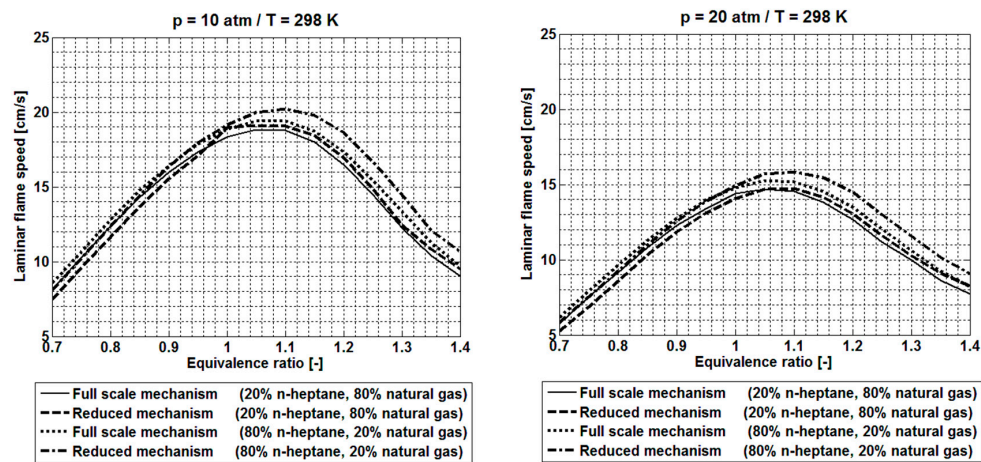 p = 10 atm / T = 298 K
25
20
15
10
5
Laminar flame speed [cm/s]
0.7 0.8 0.9 1 1.1 1.2 1.3 1.4
Equivalence ratio [-]
Full scale mechanism (20% n-heptane, 80% natural gas)
Reduced mechanism (20% n-heptane, 80% natural gas)
Full scale mechanism (80% n-heptane, 20% natural gas)
Reduced mechanism (80% n-heptane, 20% natural gas)
p = 20 atm / T = 298 K
25
20
15
10
5
Laminar flame speed [cm/s]
0.7 0.8 0.9 1 1.1 1.2 1.3 1.4
Equivalence ratio [-]
Full scale mechanism (20% n-heptane, 80% natural gas)
Reduced mechanism (20% n-heptane, 80% natural gas)
Full scale mechanism (80% n-heptane, 20% natural gas)
Reduced mechanism (80% n-heptane, 20% natural gas)